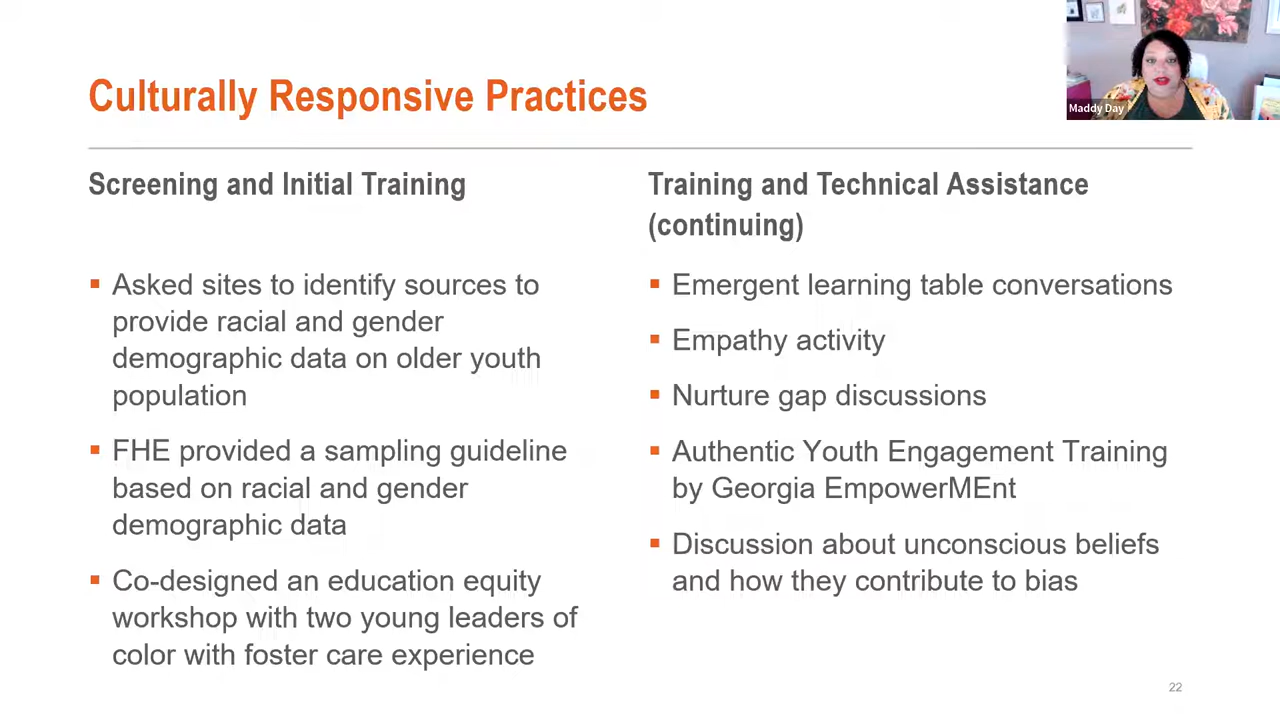 Culturally Responsive Practices
Maddy Day
Screening and Initial Training
Asked sites to identify sources to
provide racial and gender
demographic data on older youth
population
FHE provided a sampling guideline
based on racial and gender
demographic data
Co-designed an education equity
workshop with two young leaders of
color with foster care experience
Training and Technical Assistance
(continuing)
Emergent learning table conversations
Empathy activity
Nurture gap discussions
Authentic Youth Engagement Training
by Georgia EmpowerMEnt
Discussion about unconscious beliefs
and how they contribute to bias
22